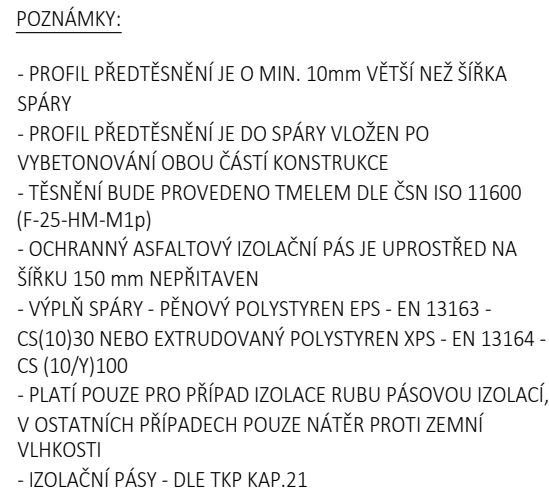 POZNÁMKY:
- PROFIL PŘEDTĚSNĚNÍ JE O MIN. 10mm VĚTŠÍ NEŽ ŠÍŘKA
SPÁRY
- PROFIL PŘEDTĚSNĚNÍ JE DO SPÁRY VLOŽEN PO
VYBETONOVÁNÍ OBOU ČÁSTÍ KONSTRUKCE
- TĚSNĚNÍ BUDE PROVEDENO TMELEM DLE ČSN ISO 11600
(F-25-HM-M1p)
- OCHRANNÝ ASFALTOVÝ IZOLAČNÍ PÁS JE UPROSTŘED NA
ŠÍŘKU 150 mm NEPŘITAVEN
- VÝPLŇ SPÁRY - PĚNOVÝ POLYSTYREN EPS - EN 13163 -
CS(10)30 NEBO EXTRUDOVANÝ POLYSTYREN XPS - EN 13164 -
CS (10/Y)100
- PLATÍ POUZE PRO PŘÍPAD IZOLACE RUBU PÁSOVOU IZOLACÍ,
V OSTATNÍCH PŘÍPADECH POUZE NÁTĚR PROTI ZEMNÍ
VLHKOSTI
- IZOLAČNÍ PÁSY - DLE TKP KAP.21